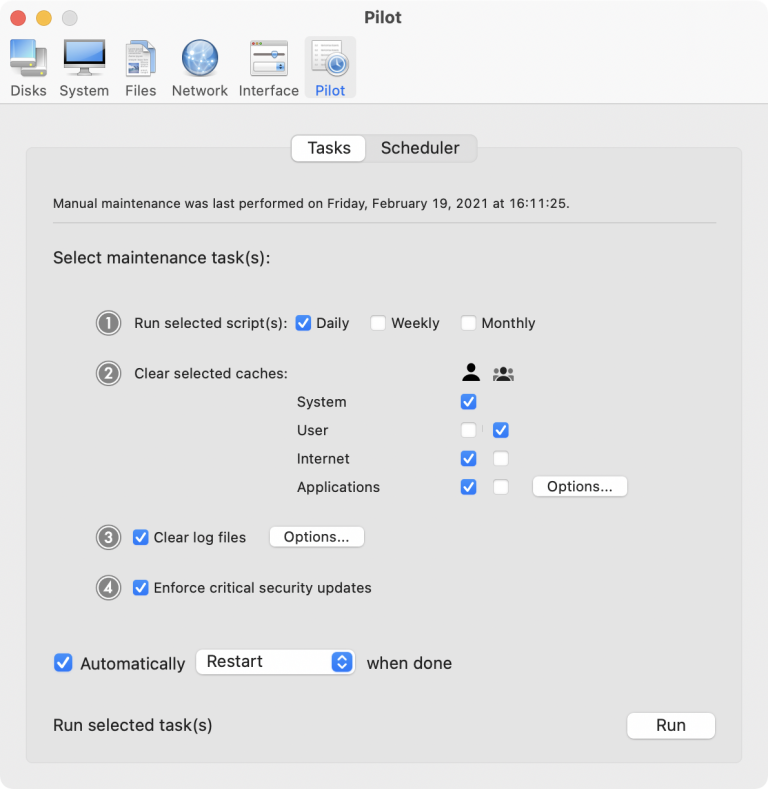 Pilot
Disks System Files Network Interface Pilot
Tasks Scheduler
Manual maintenance was last performed on Friday, February 19, 2021 at 16:11:25.
Select maintenance task(s):
1 Run selected script(s): Daily Weekly Monthly
2 Clear selected caches:
System
User
Internet
Applications Options...
3 Clear log files Options...
4 Enforce critical security updates
Automatically Restart when done
Run selected task(s) Run